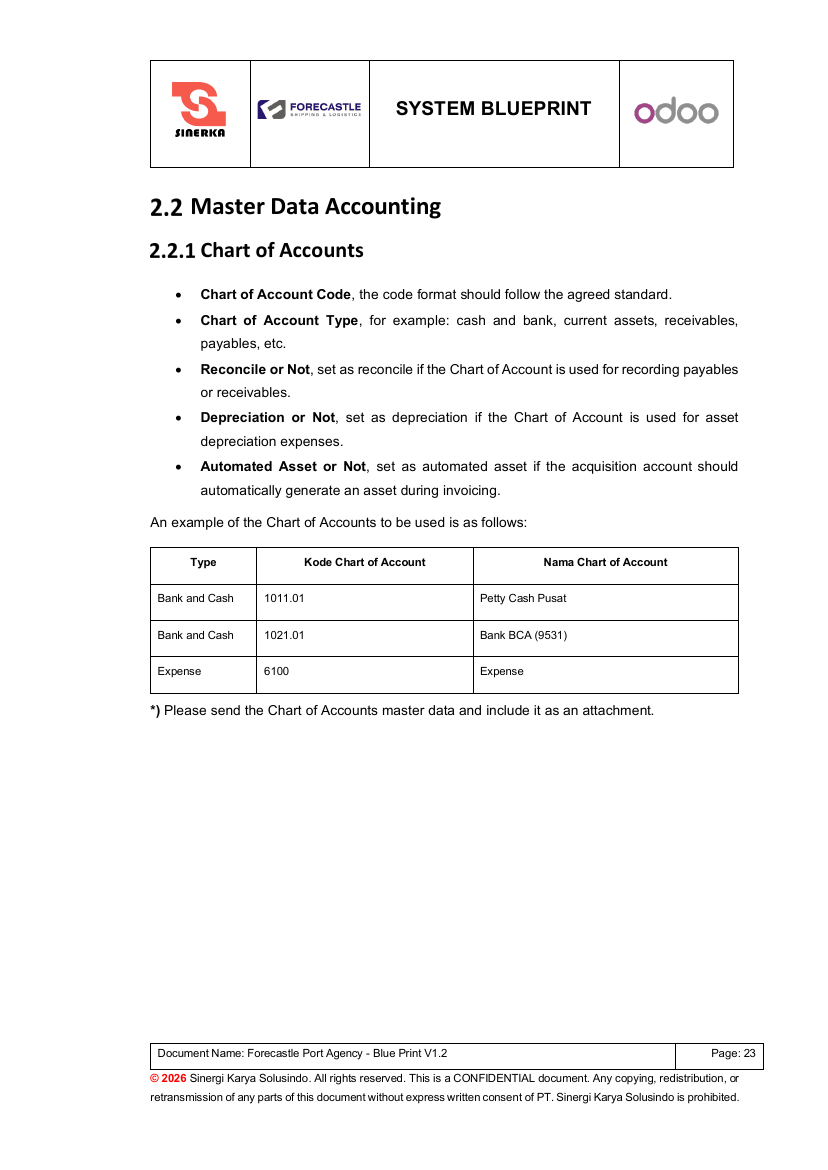 SINERKA
FORECASTLE
SHIPPING & LOGISTICS
SYSTEM BLUEPRINT
odoo
2.2 Master Data Accounting
2.2.1 Chart of Accounts
• Chart of Account Code, the code format should follow the agreed standard.
• Chart of Account Type, for example: cash and bank, current assets, receivables,
payables, etc.
• Reconcile or Not, set as reconcile if the Chart of Account is used for recording payables
or receivables.
• Depreciation or Not, set as depreciation if the Chart of Account is used for asset
depreciation expenses.
• Automated Asset or Not, set as automated asset if the acquisition account should
automatically generate an asset during invoicing.
An example of the Chart of Accounts to be used is as follows:
Type Kode Chart of Account Nama Chart of Account
Bank and Cash 1011.01 Petty Cash Pusat
Bank and Cash 1021.01 Bank BCA (9531)
Expense 6100 Expense
*) Please send the Chart of Accounts master data and include it as an attachment.
Document Name: Forecastle Port Agency - Blue Print V1.2 Page: 23
© 2026 Sinergi Karya Solusindo. All rights reserved. This is a CONFIDENTIAL document. Any copying, redistribution, or
retransmission of any parts of this document without express written consent of PT. Sinergi Karya Solusindo is prohibited.